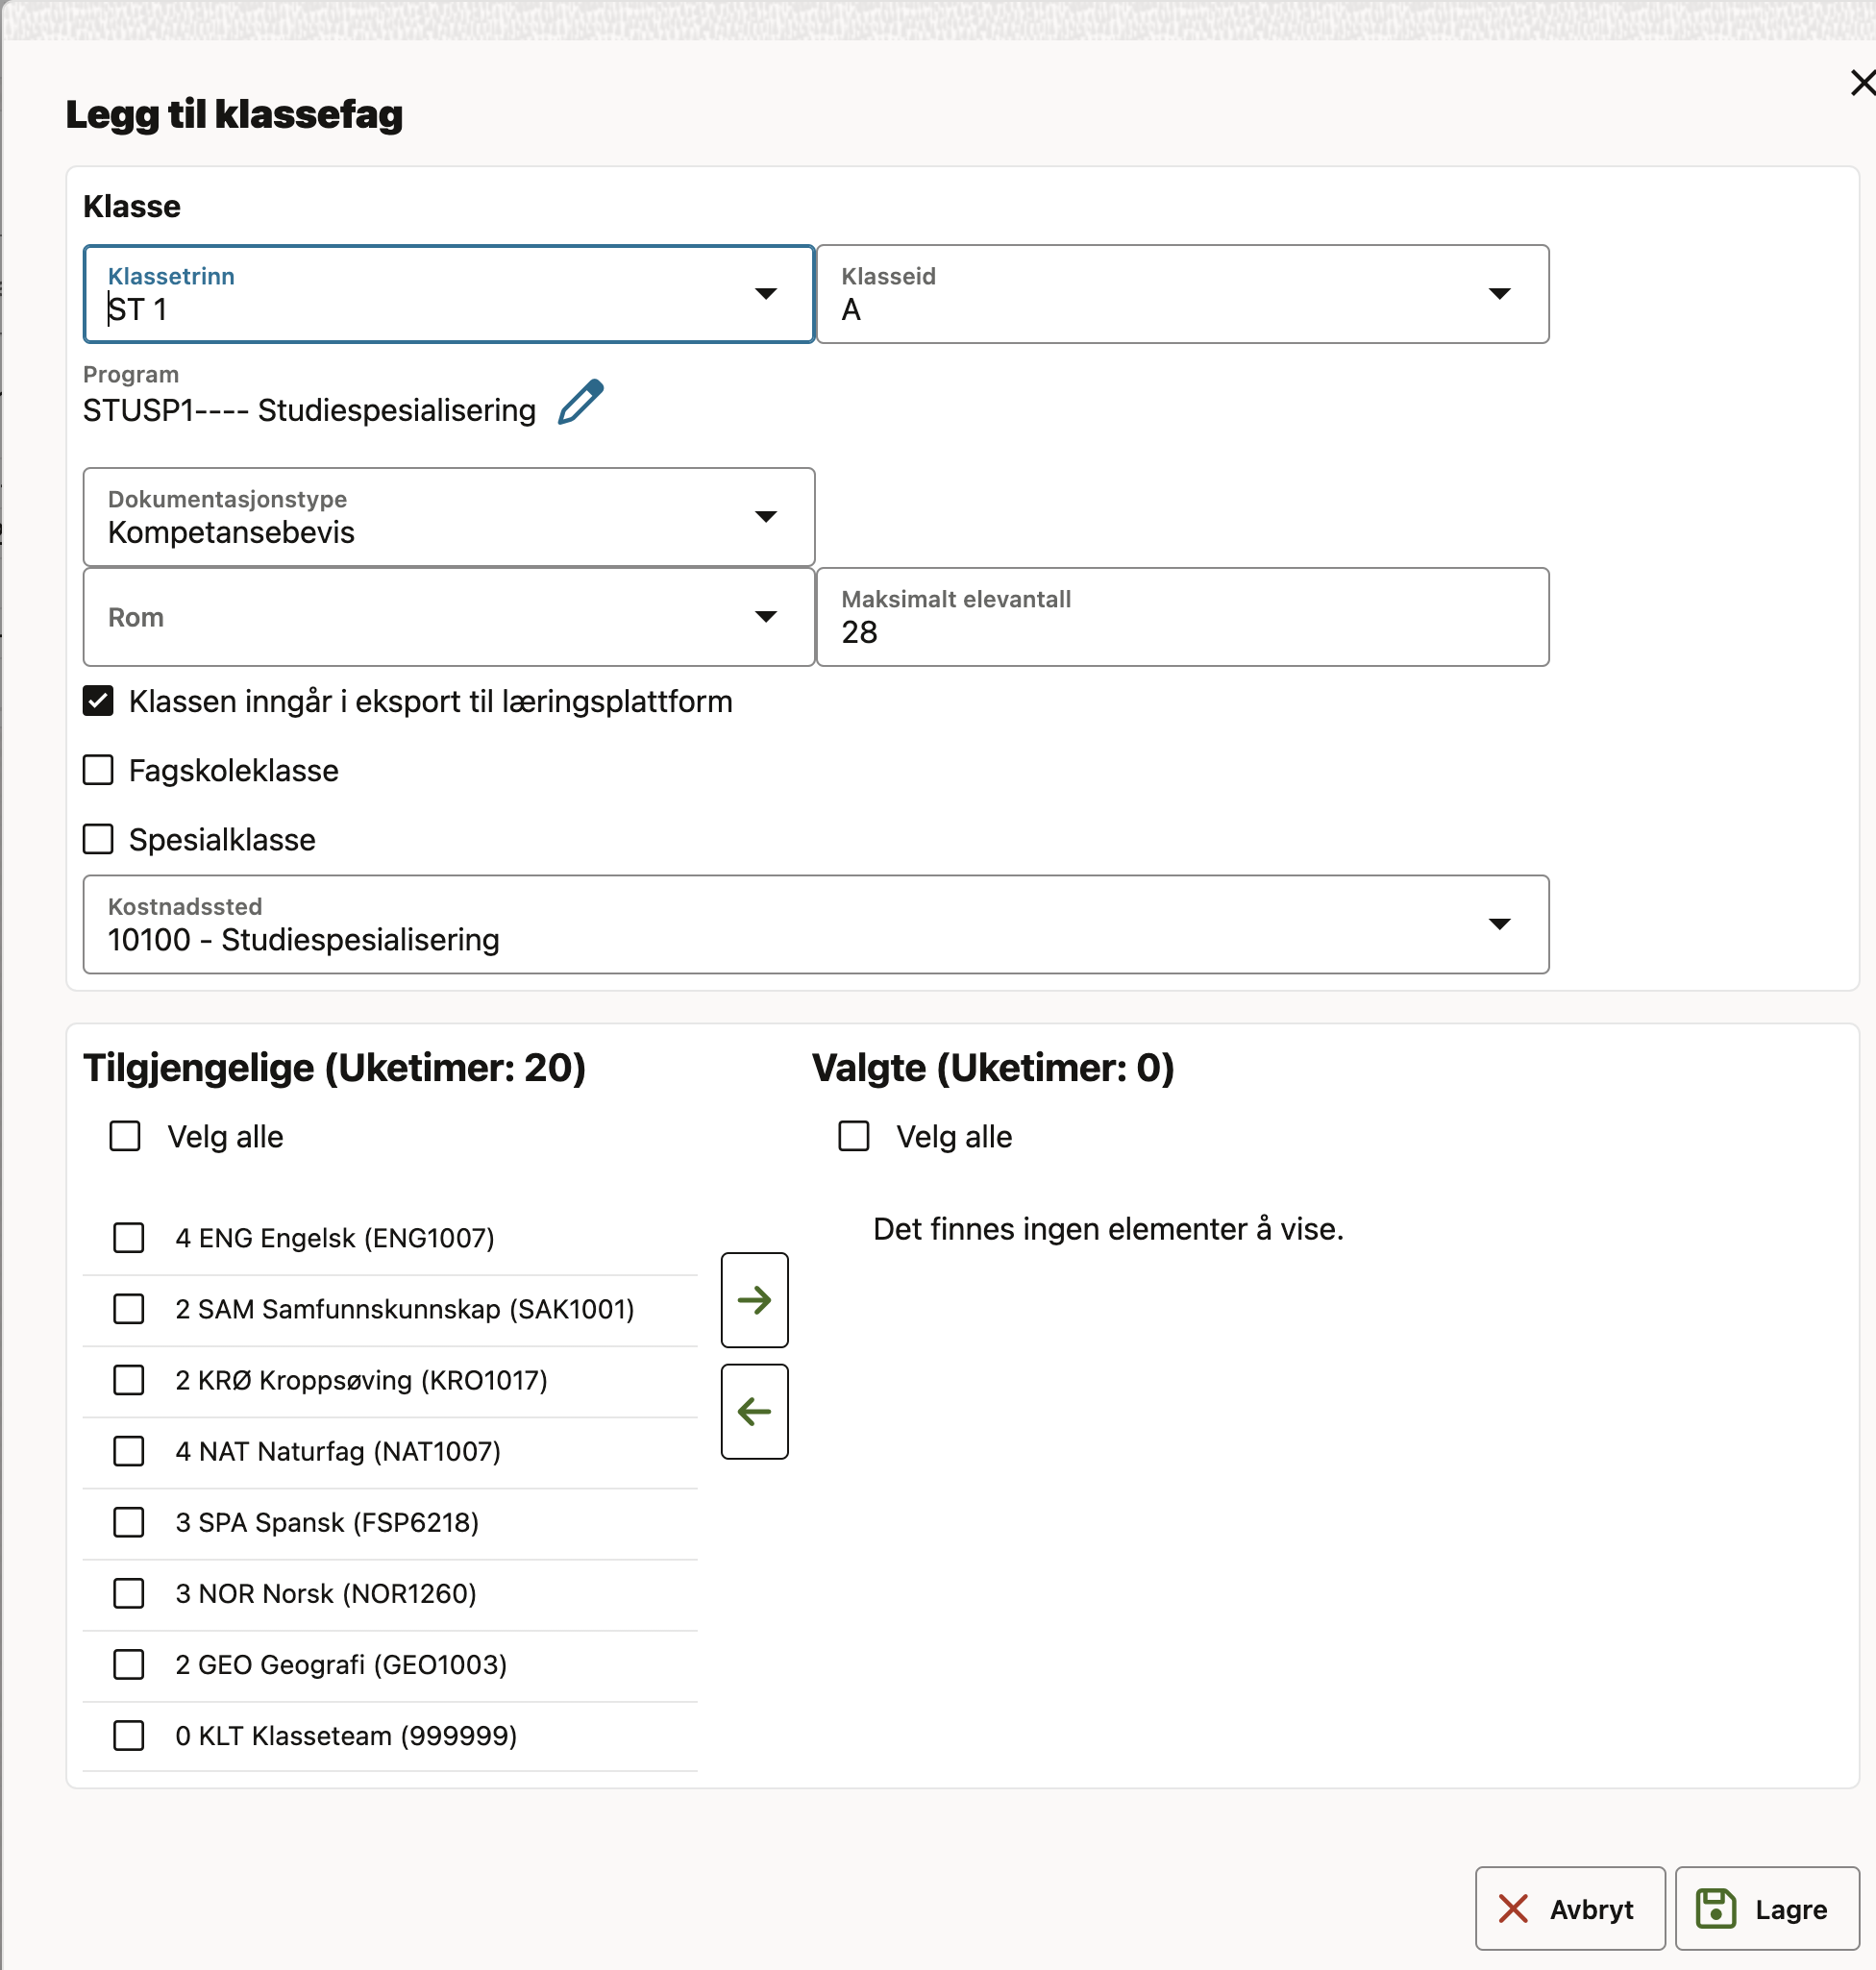 Legg til klassefag
Klasse
Klassetrinn
ST 1
Klasseid
A
Program
STUSP1---- Studiespesialisering
Dokumentasjonstype
Kompetansebevis
Rom
Maksimalt elevantall
28
Klassen inngår i eksport til læringsplattform
Fagskoleklasse
Spesialklasse
Kostnadssted
10100 - Studiespesialisering
Tilgjengelige (Uketimer: 20)
Velg alle
4 ENG Engelsk (ENG1007)
2 SAM Samfunnskunnskap (SAK1001)
2 KRØ Kroppsøving (KRO1017)
4 NAT Naturfag (NAT1007)
3 SPA Spansk (FSP6218)
3 NOR Norsk (NOR1260)
2 GEO Geografi (GEO1003)
0 KLT Klasseteam (999999)
Valgte (Uketimer: 0)
Velg alle
Det finnes ingen elementer å vise.
Avbryt
Lagre